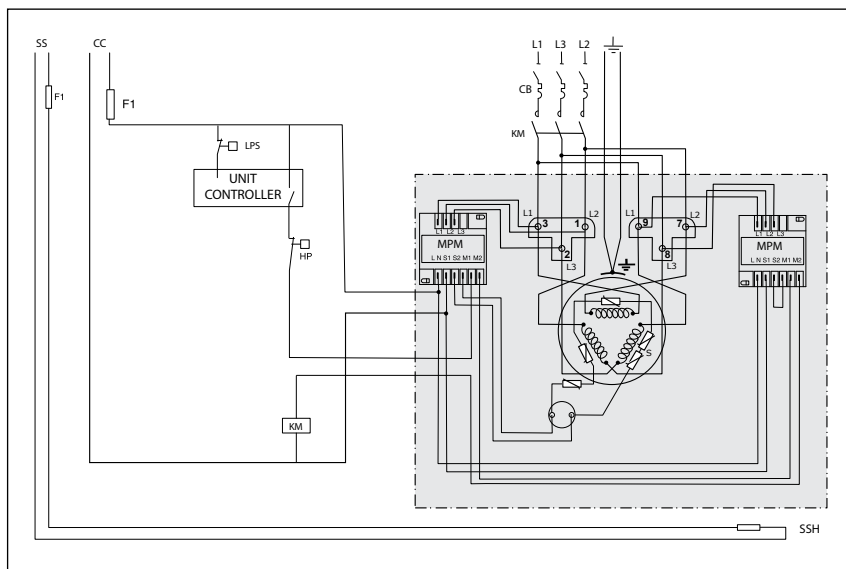 SS
CC
L1 L3 L2
F1
F1
CB
KM
LPS
UNIT
CONTROLLER
HP
KM
L1 L2 L3
MPM
L N S1 S2 M1 M2
L1
3
1
L2
2
L3
L1
9
7
L2
8
L3
L1 L2 L3
MPM
L N S1 S2 M1 M2
S
SSH